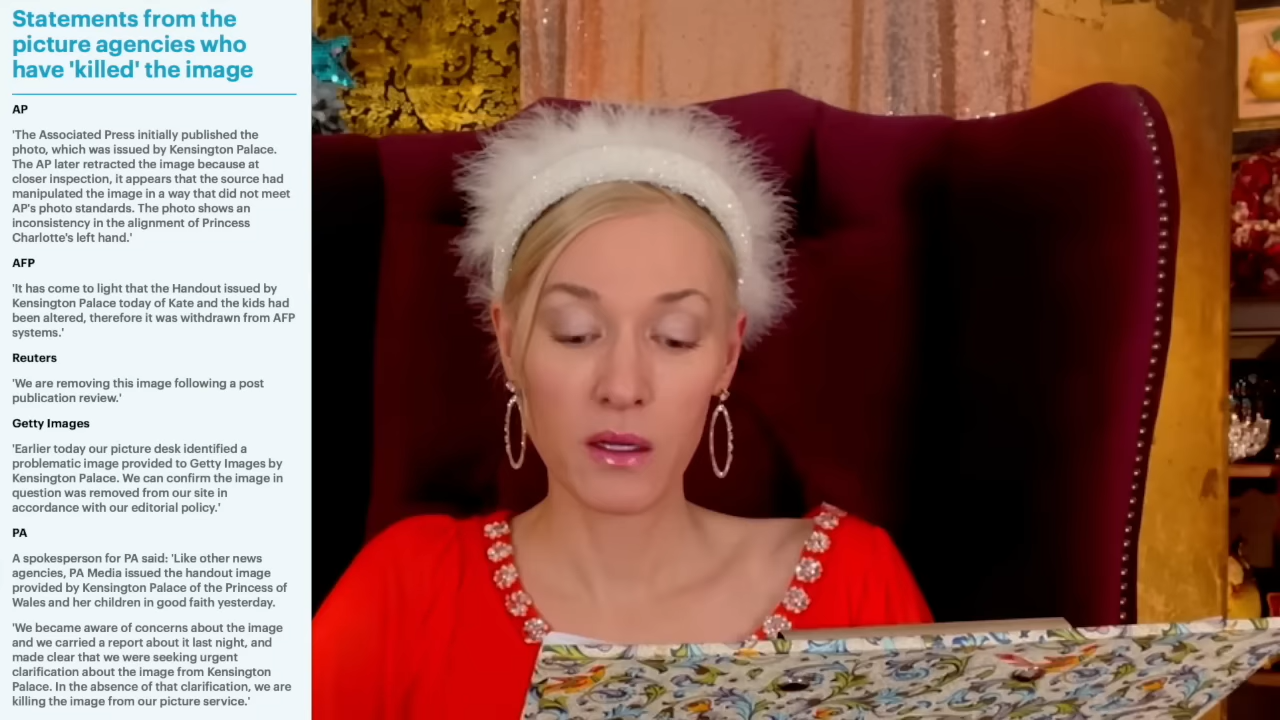 Statements from the
picture agencies who
have 'killed' the image
AP
'The Associated Press initially published the
photo, which was issued by Kensington Palace.
The AP later retracted the image because at
closer inspection, it appears that the source had
manipulated the image in a way that did not meet
AP's photo standards. The photo shows an
inconsistency in the alignment of Princess
Charlotte's left hand.'
AFP
'It has come to light that the Handout issued by
Kensington Palace today of Kate and the kids had
been altered, therefore it was withdrawn from AFP
systems.'
Reuters
'We are removing this image following a post
publication review.'
Getty Images
'Earlier today our picture desk identified a
problematic image provided to Getty Images by
Kensington Palace. We can confirm the image in
question was removed from our site in
accordance with our editorial policy.'
PA
A spokesperson for PA said: 'Like other news
agencies, PA Media issued the handout image
provided by Kensington Palace of the Princess of
Wales and her children in good faith yesterday.
'We became aware of concerns about the image
and we carried a report about it last night, and
made clear that we were seeking urgent
clarification about the image from Kensington
Palace. In the absence of that clarification, we are
killing the image from our picture service.'